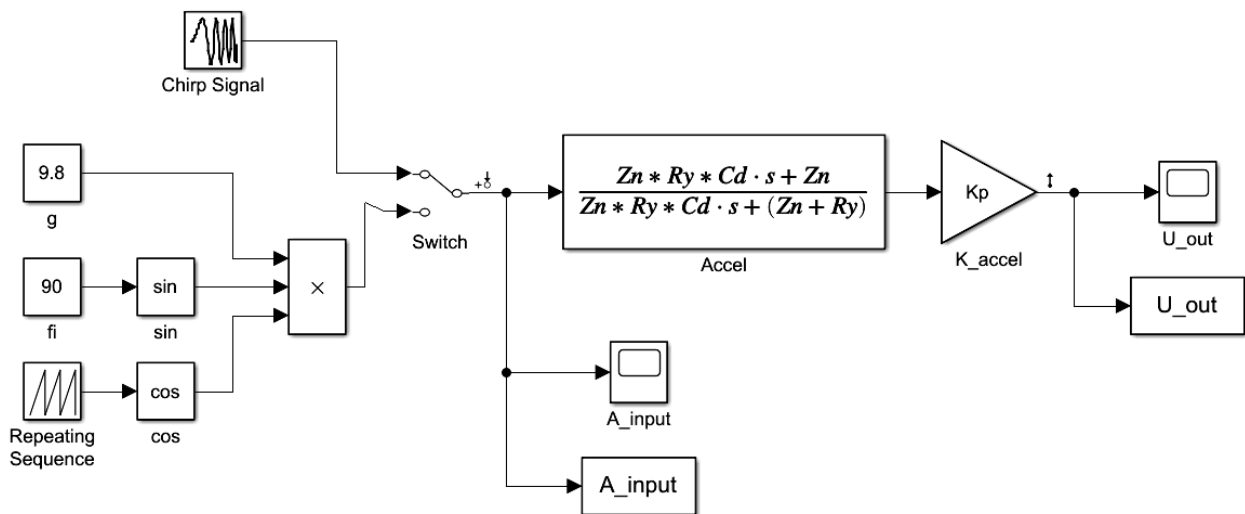 Chirp Signal
9.8
g
90
fi
sin
sin
Repeating
Sequence
cos
cos
×
Switch
+
Zn * Ry * Cd · s + Zn
Zn * Ry * Cd · s + (Zn + Ry)
Accel
Kp
K_accel
U_out
U_out
A_input
A_input